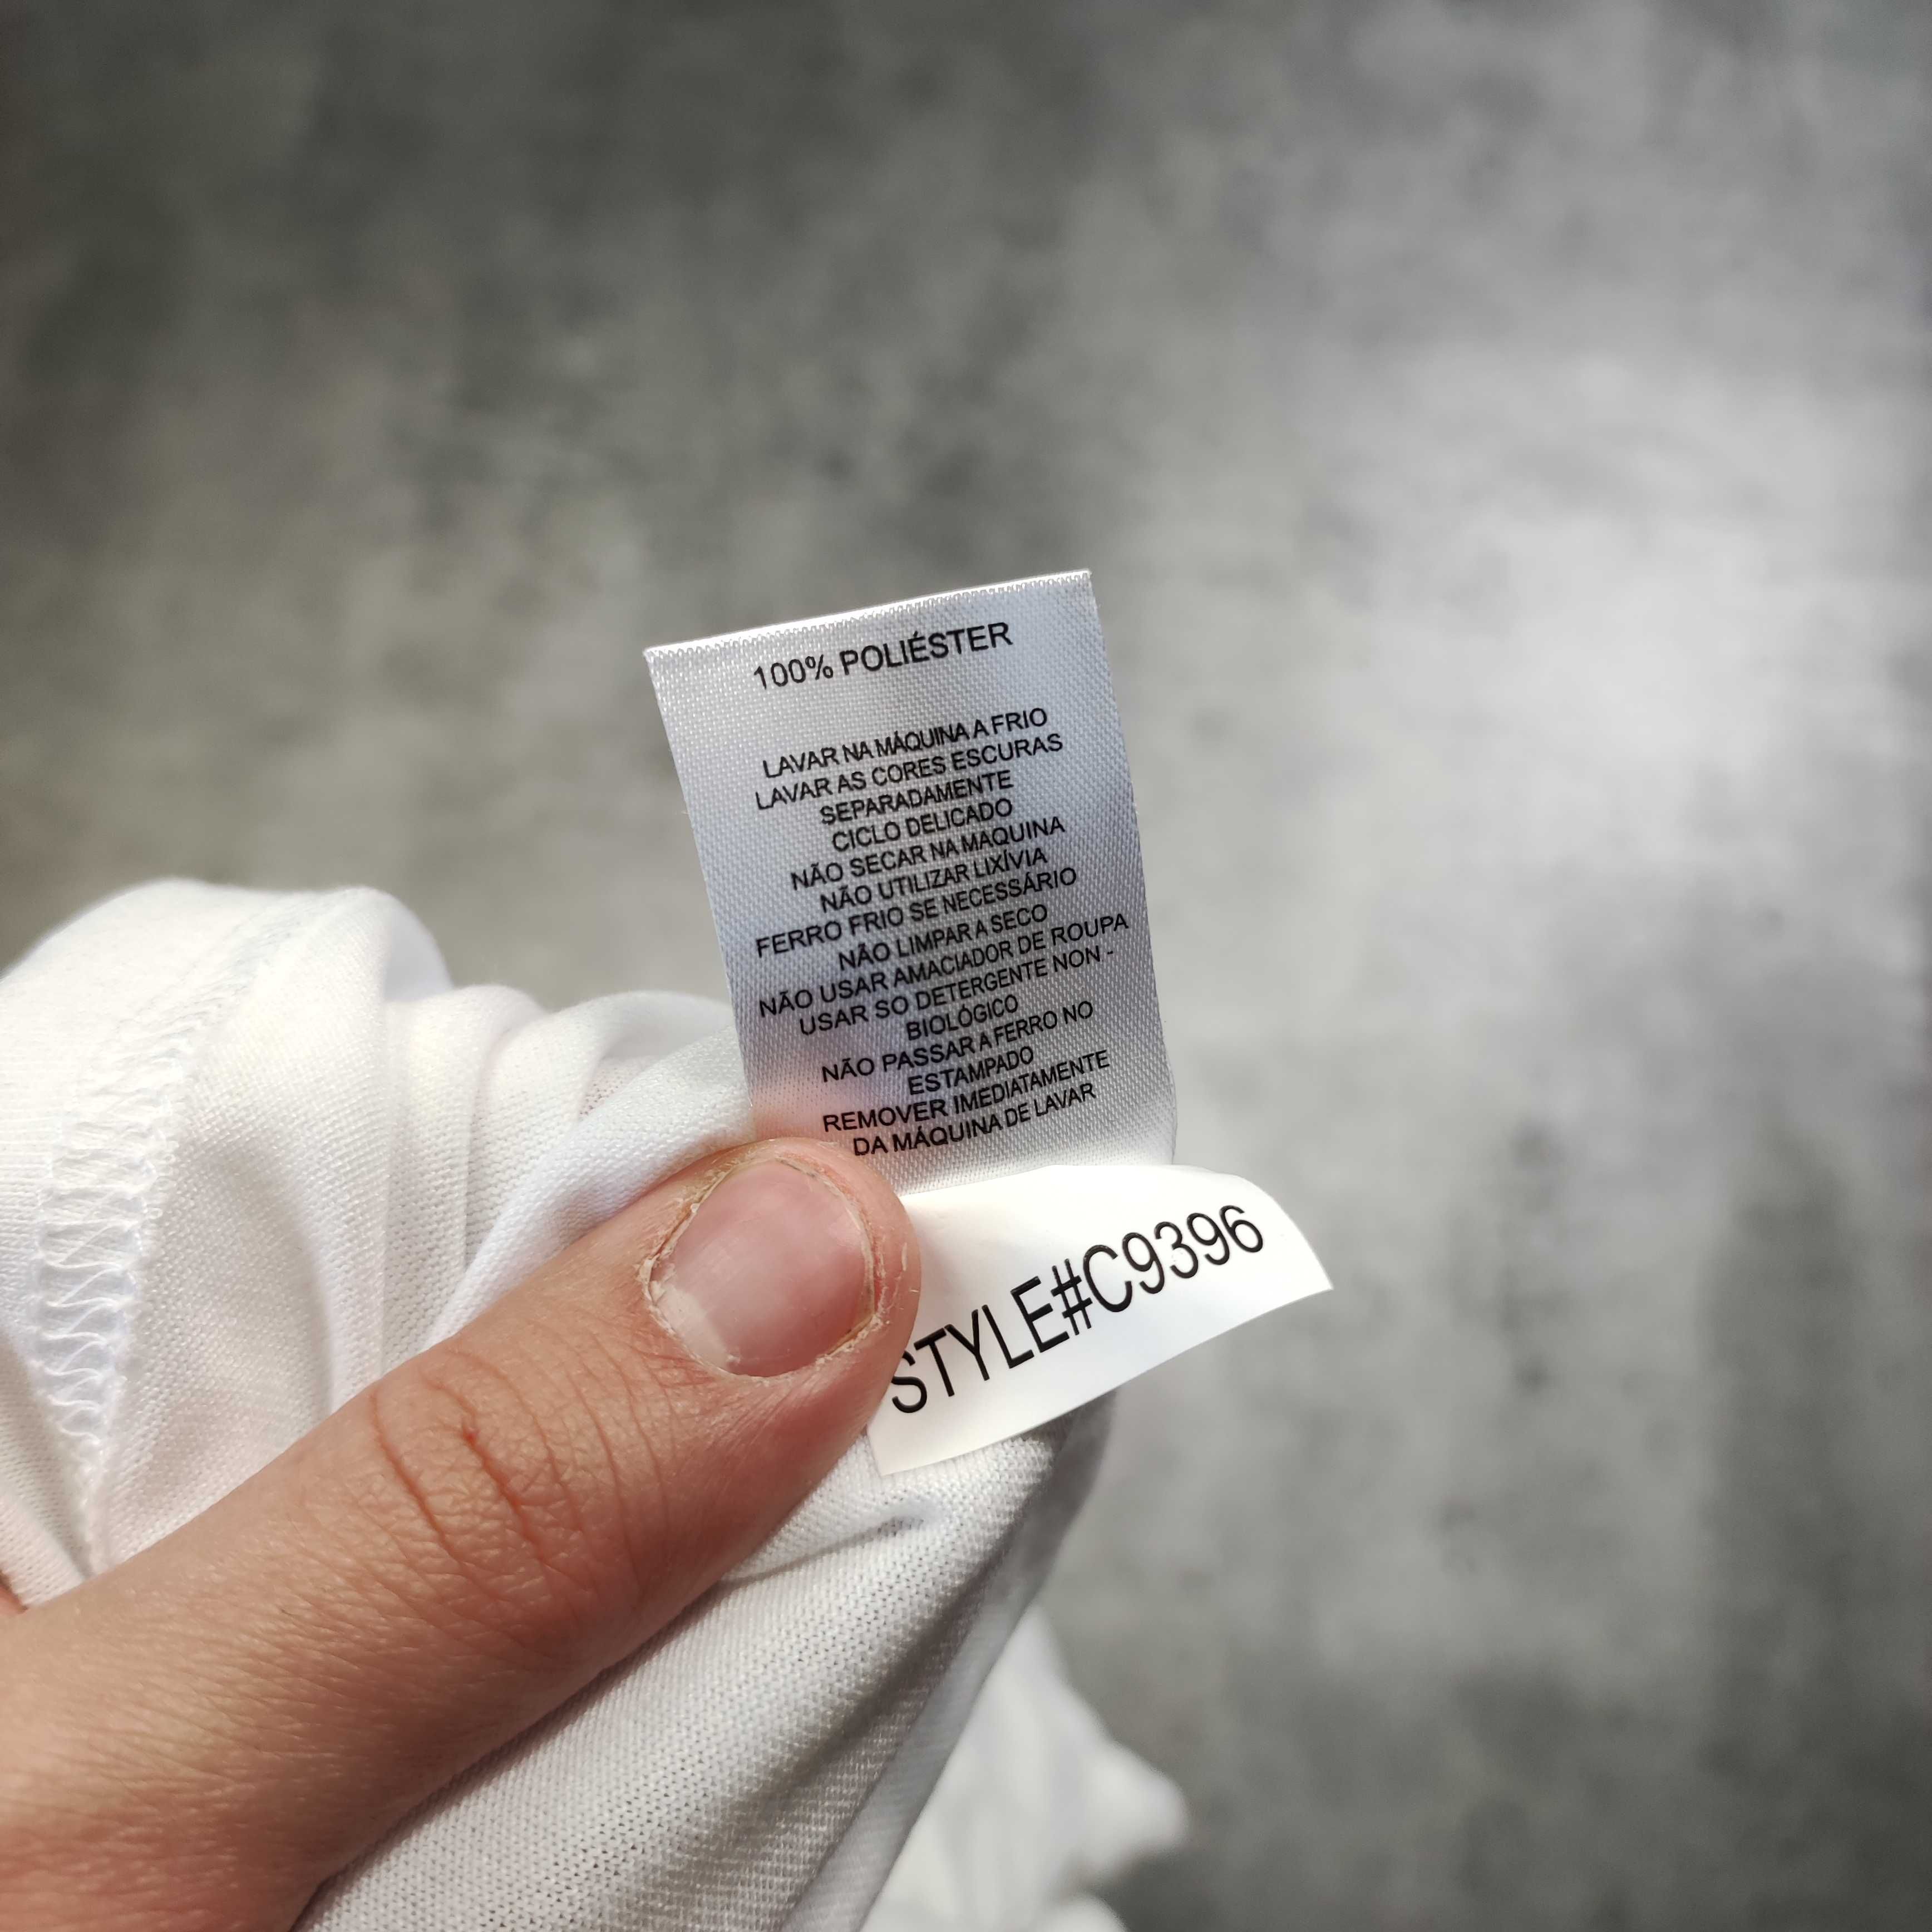 100% POLIÉSTER
LAVAR NA MÁQUINA A FRIO
LAVAR AS CORES ESCURAS
SEPARADAMENTE
CICLO DELICADO
NÃO SECAR NA MAQUINA
NÃO UTILIZAR LIXÍVIA
FERRO FRIO SE NECESSÁRIO
NÃO LIMPAR A SECO
NÃO USAR AMACIADOR DE ROUPA
USAR SO DETERGENTE NON -
BIOLÓGICO
NÃO PASSAR A FERRO NO
ESTAMPADO
REMOVER IMEDIATAMENTE
DA MÁQUINA DE LAVAR
STYLE#C9396